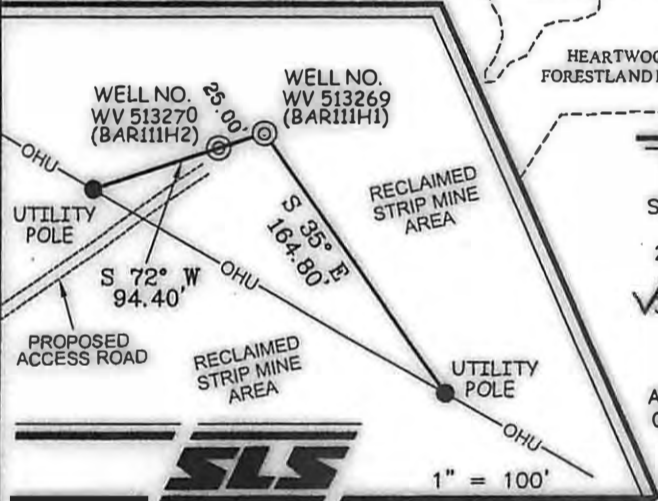 HEARTWOO
FORESTLAND
WELL NO.
WV 513270
(BAR111H2)
25.00'
WELL NO.
WV 513269
(BAR111H1)
OHU
UTILITY
POLE
S 72° W
94.40'
OHU
S 35° E
164.80'
RECLAIMED
STRIP MINE
AREA
PROPOSED
ACCESS ROAD
RECLAIMED
STRIP MINE
AREA
UTILITY
POLE
OHU
SLS
1" = 100'